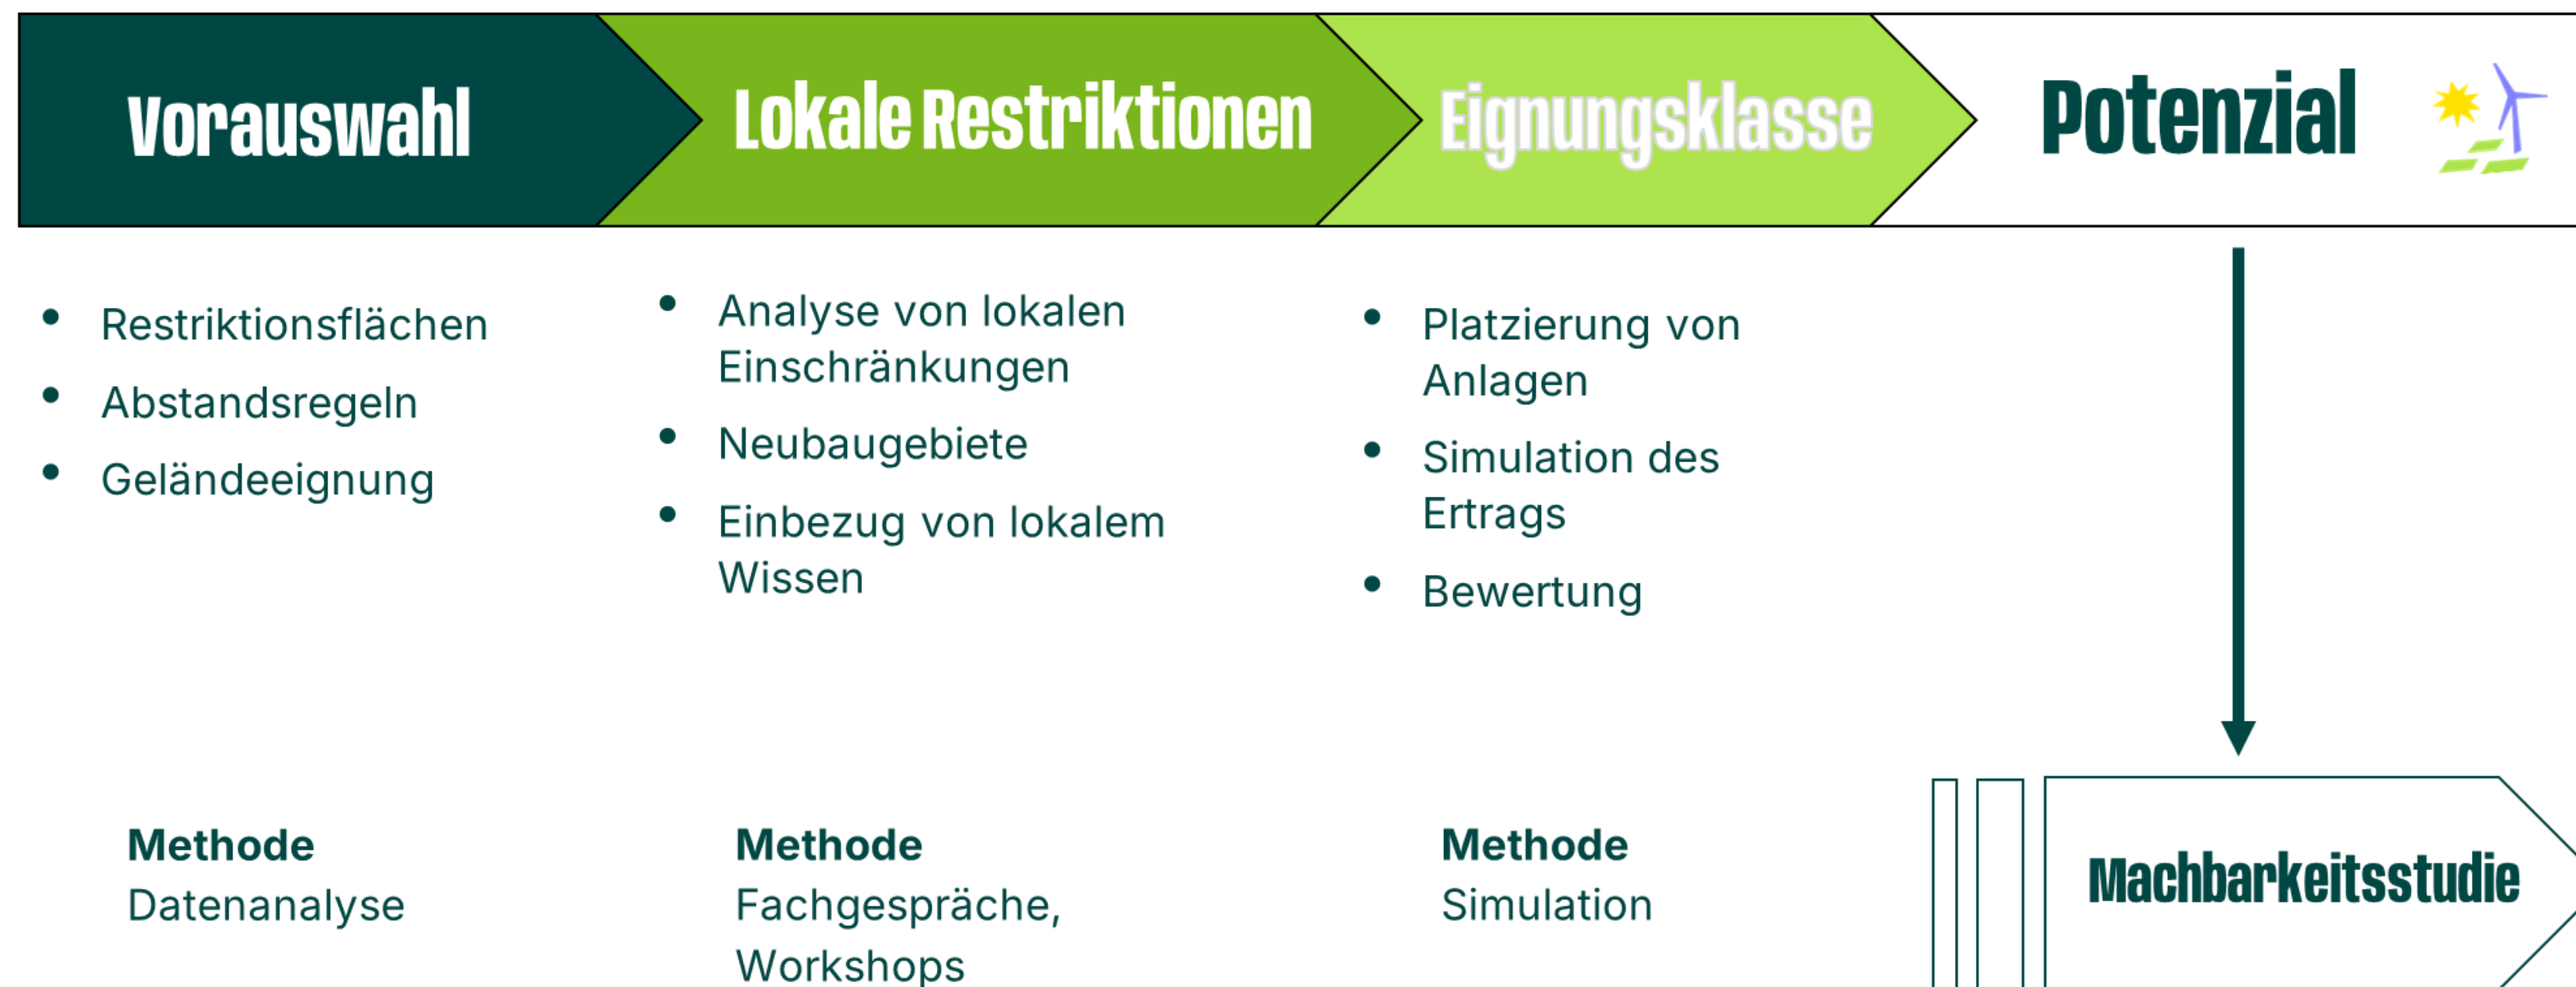 Vorauswahl
Lokale Restriktionen
Eignungsklasse
Potenzial
• Restriktionsflächen
• Abstandsregeln
• Geländeeignung
• Analyse von lokalen
Einschränkungen
• Neubaugebiete
• Einbezug von lokalem
Wissen
• Platzierung von
Anlagen
• Simulation des
Ertrags
• Bewertung
Methode
Datenanalyse
Methode
Fachgespräche,
Workshops
Methode
Simulation
Machbarkeitsstudie